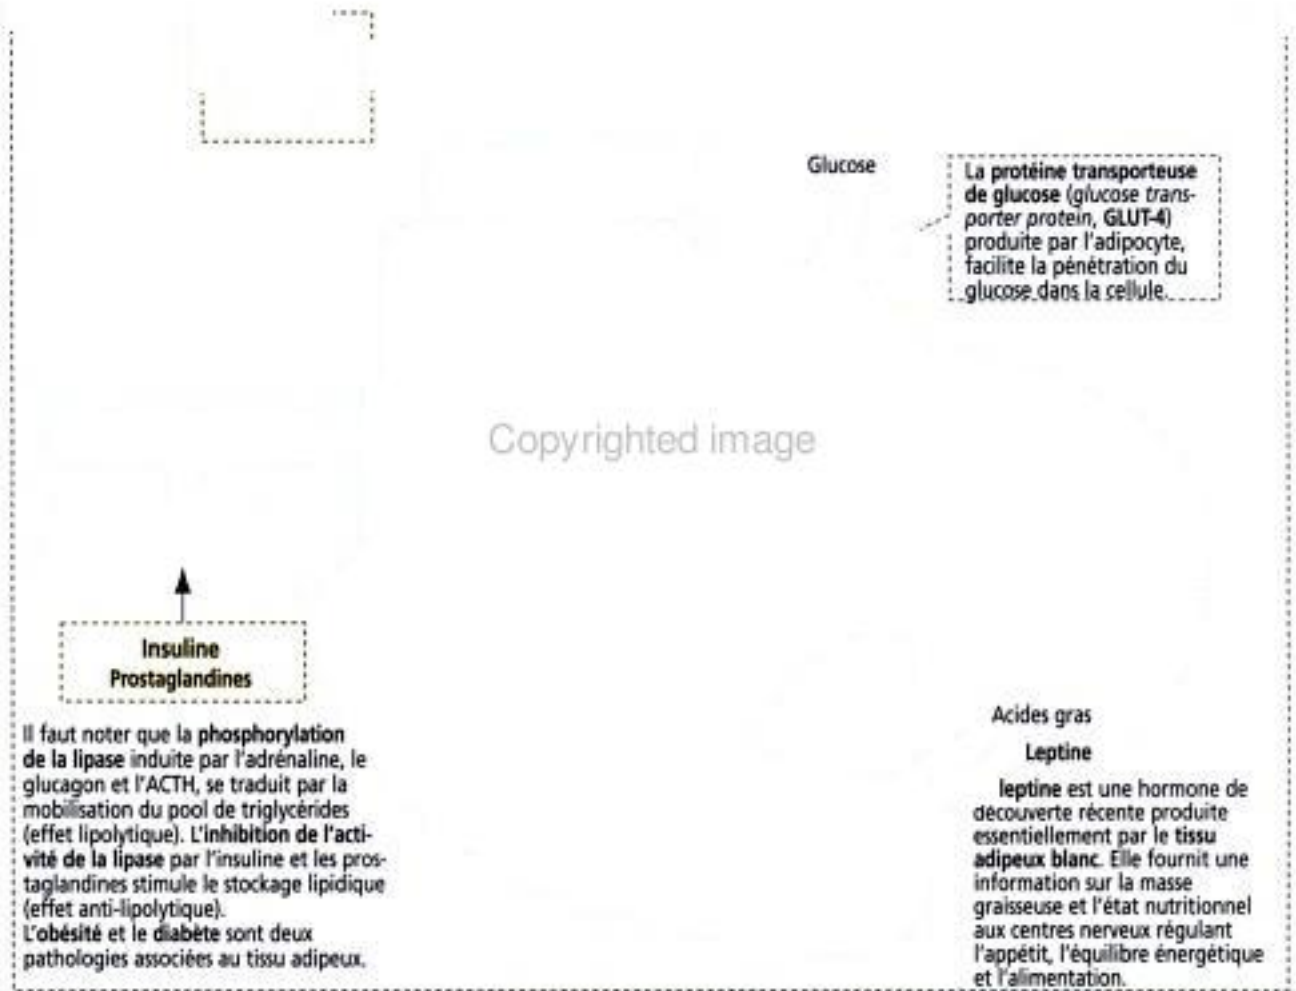 Glucose
La protéine transporteuse
de glucose (glucose trans-
porter protein, GLUT-4)
produite par l'adipocyte,
facilite la pénétration du
glucose dans la cellule.
Copyrighted image
Insuline
Prostaglandines
Il faut noter que la phosphorylation
de la lipase induite par l'adrénaline, le
glucagon et l'ACTH, se traduit par la
mobilisation du pool de triglycérides
(effet lipolytique). L'inhibition de l'acti-
vité de la lipase par l'insuline et les pros-
taglandines stimule le stockage lipidique
(effet anti-lipolytique).
L'obésité et le diabète sont deux
pathologies associées au tissu adipeux.
Acides gras
Leptine
leptine est une hormone de
découverte récente produite
essentiellement par le tissu
adipeux blanc. Elle fournit une
information sur la masse
graisseuse et l'état nutritionnel
aux centres nerveux régulant
l'appétit, l'équilibre énergétique
et l'alimentation.